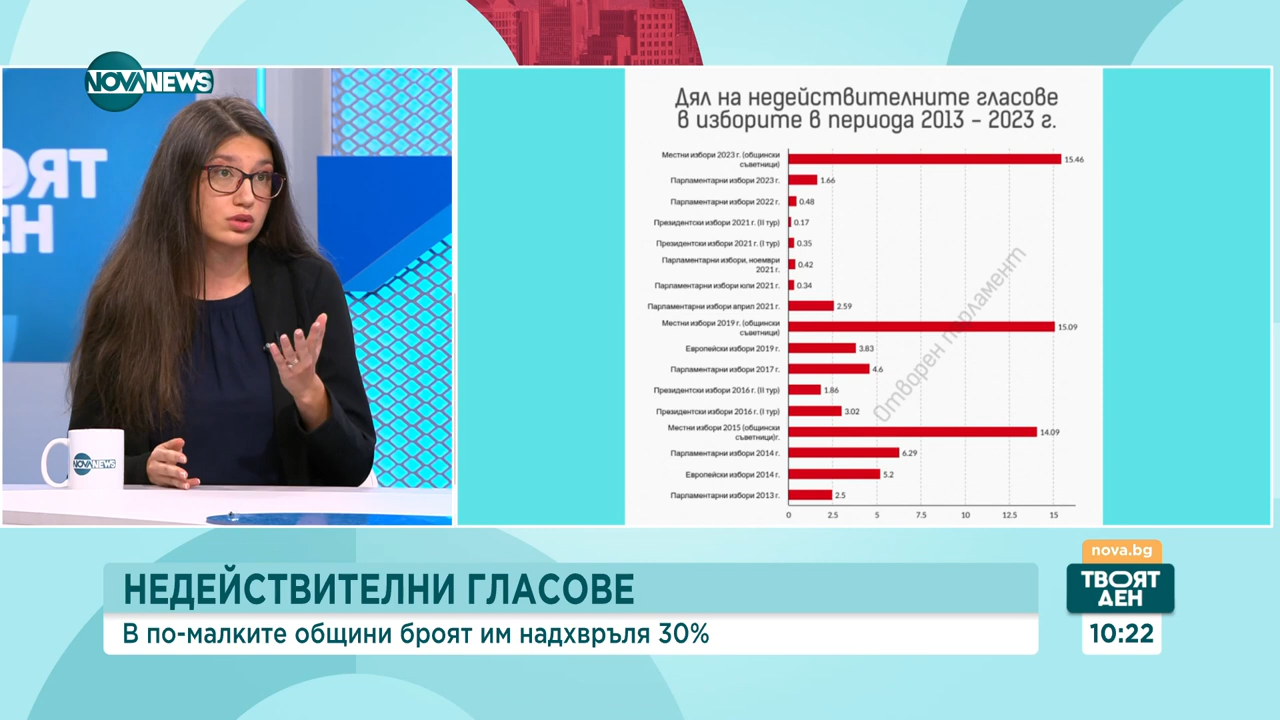 NOVANEWS
ОЯТ
ЕН
NOVANEWS
Дял на недействителните гласове
в изборите в периода 2013 - 2023 г.
Местни избори 2023 г. (общински
съветници)
15.46
Парламентарни избори 2023 г.
1.66
Парламентарни избори 2022 г.
0.48
Президентски избори 2021 г. (II тур)
0.17
Президентски избори 2021 г. (I тур)
0.35
Парламентарни избори, ноември
2021 г.
0.42
Парламентарни избори юли 2021 г.
0.34
Парламентарни избори април 2021 г.
2.59
Местни избори 2019 г. (общински
съветници)
15.09
Европейски избори 2019 г.
3.83
Парламентарни избори 2017 г.
4.6
Президентски избори 2016 г. (II тур)
1.86
Президентски избори 2016 г. (I тур)
3.02
Местни избори 2015 (общински
съветници)г.
14.09
Парламентарни избори 2014 г.
6.29
Европейски избори 2014 г.
5.2
Парламентарни избори 2013 г.
2.5
0 2.5 5 7.5 10 12.5 15
Отворен парламент
НЕДЕЙСТВИТЕЛНИ ГЛАСОВЕ
В по-малките общини броят им надхвръля 30%
nova.bg
ТВОЯТ
ДЕН
10:22